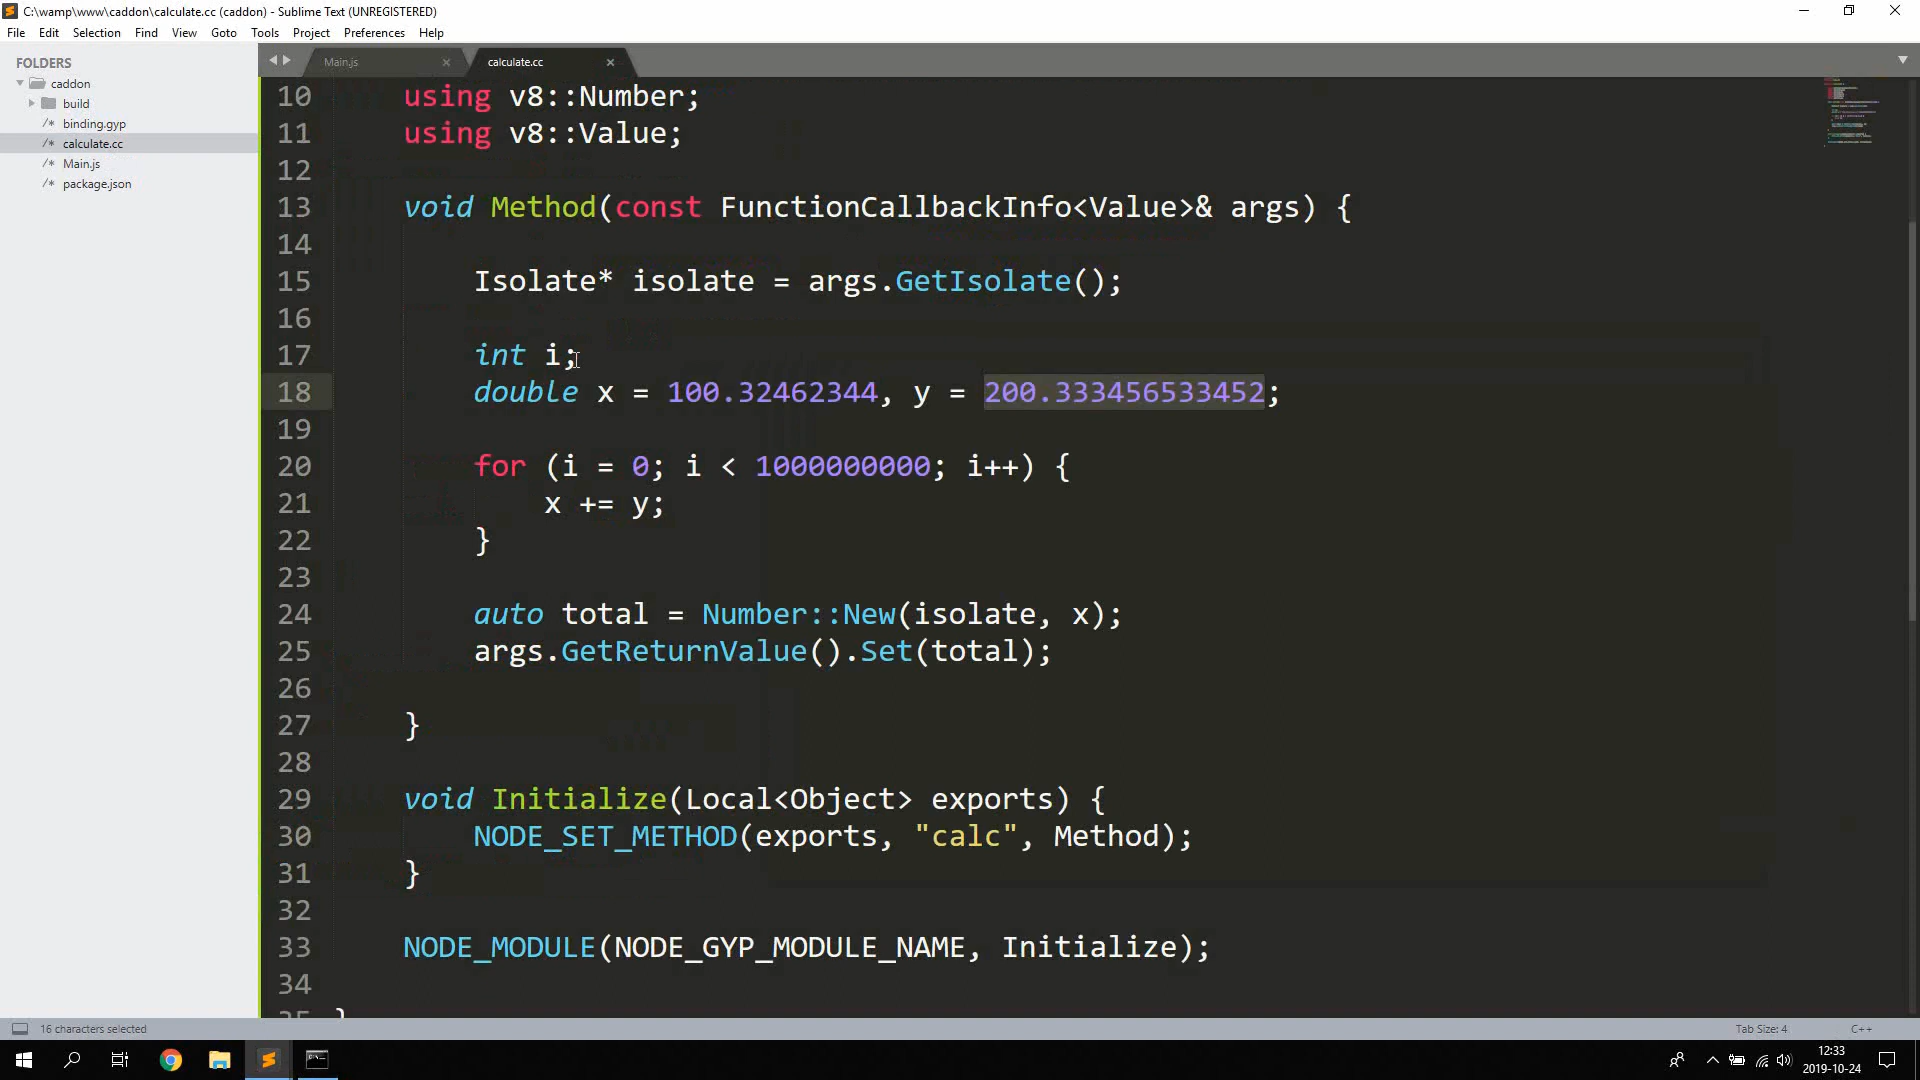 C:\wamp\www\caddon\calculate.cc (caddon) - Sublime Text (UNREGISTERED)
File Edit Selection Find View Goto Tools Project Preferences Help
FOLDERS
caddon
build
/* binding.gyp
/* calculate.cc
/* Main.js
/* package.json
Main.js × calculate.cc ×
10 using v8::Number;
11 using v8::Value;
12
13 void Method(const FunctionCallbackInfo<Value>& args) {
14
15 Isolate* isolate = args.GetIsolate();
16
17 int i;
18 double x = 100.32462344, y = 200.333456533452;
19
20 for (i = 0; i < 1000000000; i++) {
21 x += y;
22 }
23
24 auto total = Number::New(isolate, x);
25 args.GetReturnValue().Set(total);
26
27 }
28
29 void Initialize(Local<Object> exports) {
30 NODE_SET_METHOD(exports, "calc", Method);
31 }
32
33 NODE_MODULE(NODE_GYP_MODULE_NAME, Initialize);
34
35 }
16 characters selected Tab Size: 4 C++
12:33
2019-10-24